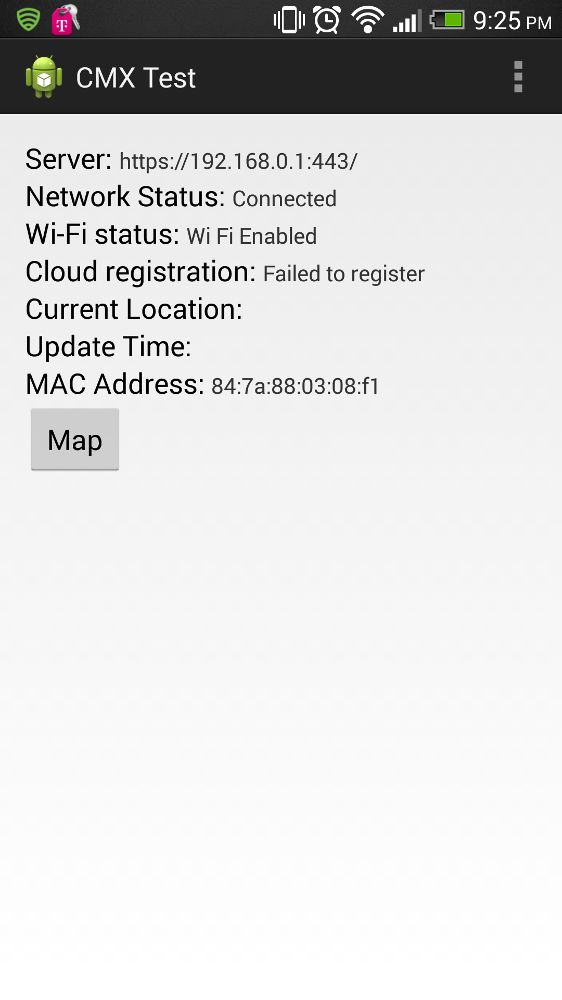 T
9:25 PM
CMX Test
Server: https://192.168.0.1:443/
Network Status: Connected
Wi-Fi status: Wi Fi Enabled
Cloud registration: Failed to register
Current Location:
Update Time:
MAC Address: 84:7a:88:03:08:f1
Map